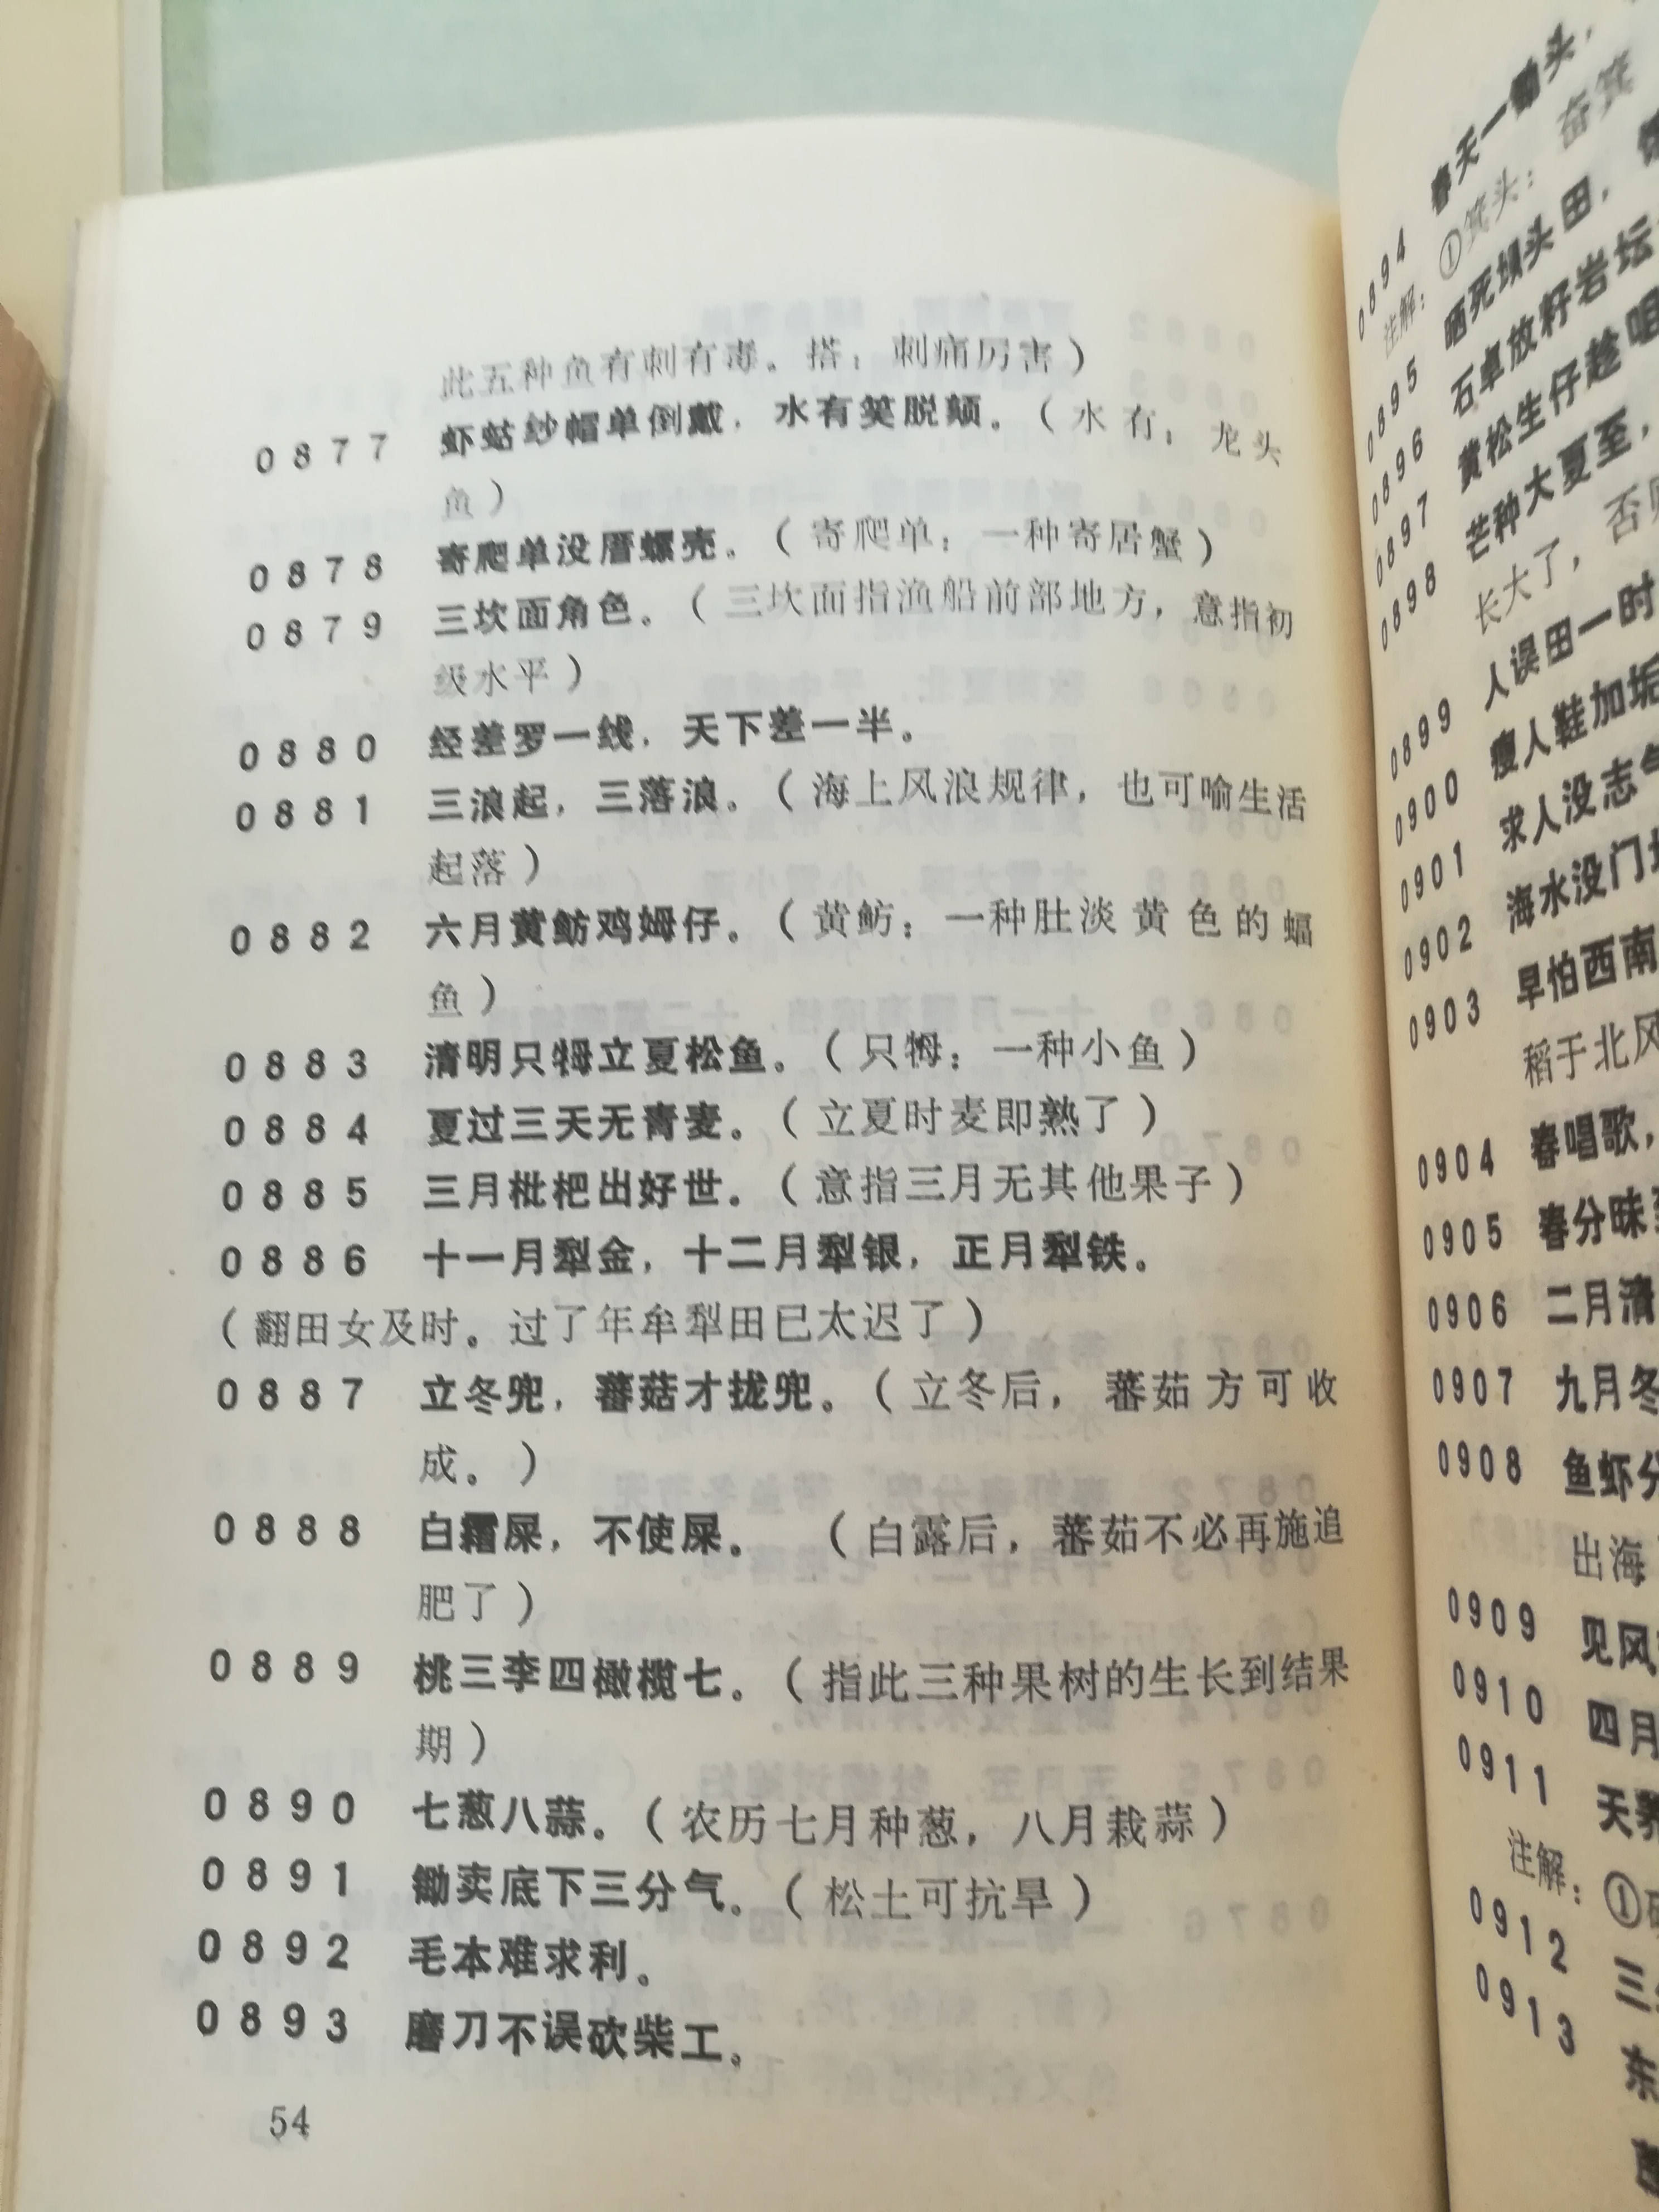 此五种鱼有刺有毒。搭：刺痛厉害）
0877 虾蛄纱帽单倒戴，水有笑脱颠。（水有：龙头
鱼）
0878 寄爬单没厝螺壳。（寄爬单：一种寄居蟹）
0879 三坎面角色。（三坎面指渔船前部地方，意指初
级水平）
0880 经差罗一线，天下差一半。
0881 三浪起，三落浪。（海上风浪规律，也可喻生活
起落）
0882 六月黄鲂鸡姆仔。（黄鲂：一种肚淡黄色的蝠
鱼）
0883 清明只𬷕立夏松鱼。（只：一种小鱼）
0884 夏过三天无青麦。（立夏时麦即熟了）
0885 三月枇杷出好世。（意指三月无其他果子）
0886 十一月犁金，十二月犁银，正月犁铁。
（翻田女及时。过了年牟犁田已太迟了）
0887 立冬兜，蕃菇才拢兜。（立冬后，蕃茹方可收
成。）
0888 白霜屎，不使屎。（白露后，蕃茹不必再施追
肥了）
0889 桃三李四橄榄七。（指此三种果树的生长到结果
期）
0890 七葱八蒜。（农历七月种葱，八月栽蒜）
0891 锄卖底下三分气。（松土可抗旱）
0892 毛本难求利。
0893 磨刀不误砍柴工。
54
0894 春天一锄头，
注解：①箕头：畚箕
0895 晒死坝头田，
0896 石卓放籽岩坛
0897 黄松生仔趁咀
0898 芒种大夏至，
长大了，否则
0899 人误田一时
0900 瘦人鞋加垢
0901 求人没志气
0902 海水没门
0903 早怕西南
稻于北风
0904 春唱歌，
0905 春分昧
0906 二月清
0907 九月冬
0908 鱼虾分
出海
0909 见风
0910 四月
0911 天
注解：①
0912 三
0913 东